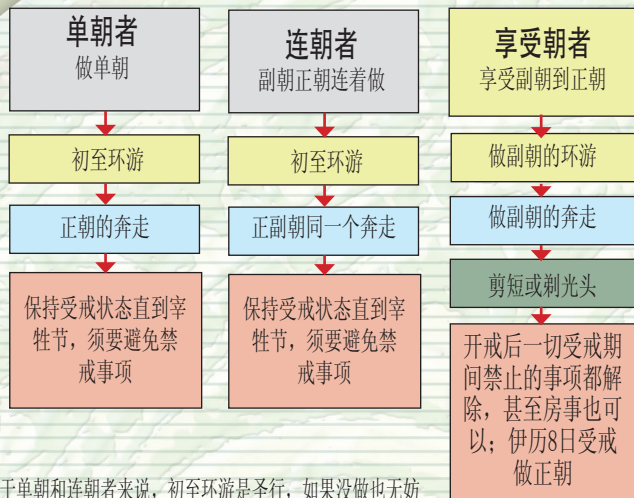 单朝者
做单朝
初至环游
正朝的奔走
保持受戒状态直到宰
牲节，须要避免禁
戒事项
连朝者
副朝正朝连着做
初至环游
正副朝同一个奔走
保持受戒状态直到宰
牲节，须要避免禁
戒事项
享受朝者
享受副朝到正朝
做副朝的环游
做副朝的奔走
剪短或剃光头
开戒后一切受戒期
间禁止的事项都解
除，甚至房事也可
以；伊历8日受戒
做正朝
于单朝和连朝者来说，初至环游是圣行，如果没做也无妨